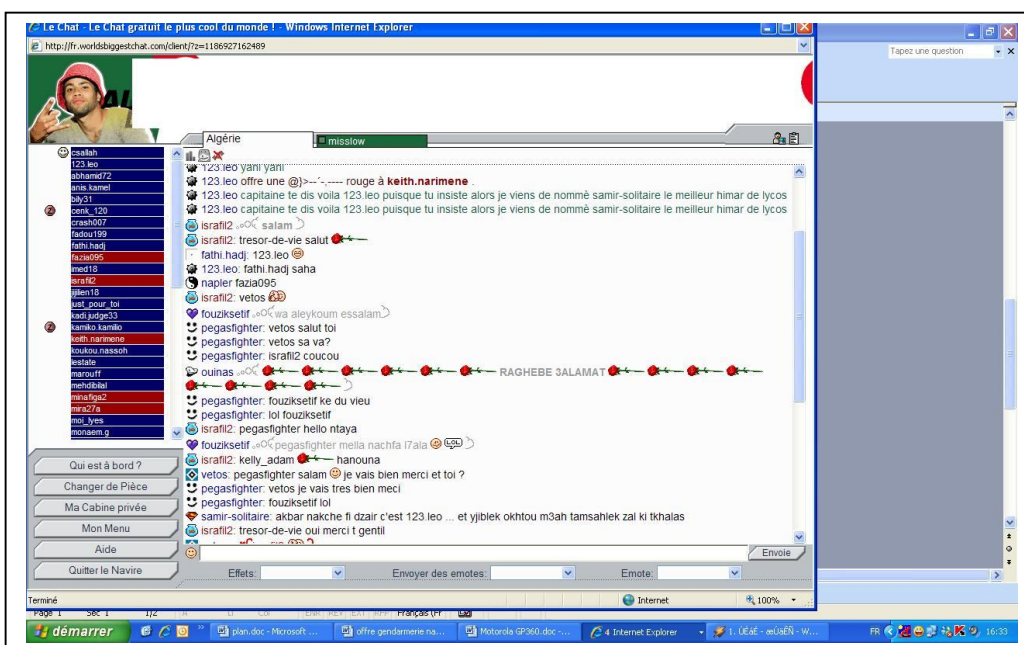 Le Chat - Le Chat gratuit le plus cool du monde ! - Windows Internet Explorer
http://fr.worldsbiggestchat.com/client/?z=1186927162489
Tapez une question
Algérie
misslow
csallah
123.leo
abhamid72
anis.kamel
bily31
cenk_120
crash007
fadou199
fathi.hadj
fazia095
imed18
israfil2
jijilien18
just_pour_toi
kadi.judge33
kamiko.kamilio
keith.narimene
koukou.nassoh
lestate
marouff
mehdibilal
minafiga2
mira27a
moi_lyes
monaem.g
123.leo yani yani
123.leo offre une @}>--´-,---- rouge à keith.narimene .
123.leo capitaine te dis voila 123.leo puisque tu insiste alors je viens de nommè samir-solitaire le meilleur himar de lycos
123.leo capitaine te dis voila 123.leo puisque tu insiste alors je viens de nommè samir-solitaire le meilleur himar de lycos
israfil2 salam
israfil2: tresor-de-vie salut
fathi.hadj: 123.leo
123.leo: fathi.hadj saha
napler fazia095
israfil2: vetos
fouziksetif wa aleykoum essalam
pegasfighter: vetos salut toi
pegasfighter: vetos sa va?
pegasfighter: israfil2 coucou
ouinas RAGHEBE 3ALAMAT
pegasfighter: fouziksetif ke du vieu
pegasfighter: lol fouziksetif
israfil2: pegasfighter hello ntaya
fouziksetif pegasfighter mella nachfa l7ala LOL
israfil2: kelly_adam hanouna
vetos: pegasfighter salam je vais bien merci et toi ?
pegasfighter: vetos je vais tres bien meci
pegasfighter: fouziksetif lol
samir-solitaire: akbar nakche fi dzair c'est 123.leo ... et yjiblek okhtou m3ah tamsahlek zal ki tkhalas
israfil2: tresor-de-vie oui merci t gentil
Qui est à bord ?
Changer de Pièce
Ma Cabine privée
Mon Menu
Aide
Quitter le Navire
Envoie
Effets:
Envoyer des emotes:
Emote:
Terminé
Internet
100%
Page 1 Sec 1 1/2 Français (Fr
démarrer
plan.doc - Microsoft ...
offre gendarmerie na...
Motorola GP360.doc -...
4 Internet Explorer
FR
16:33